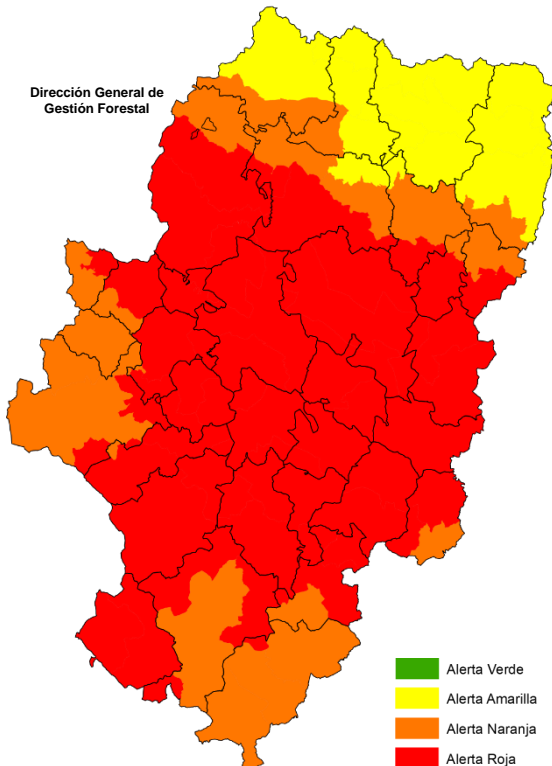 Dirección General de
Gestión Forestal
Alerta Verde
Alerta Amarilla
Alerta Naranja
Alerta Roja